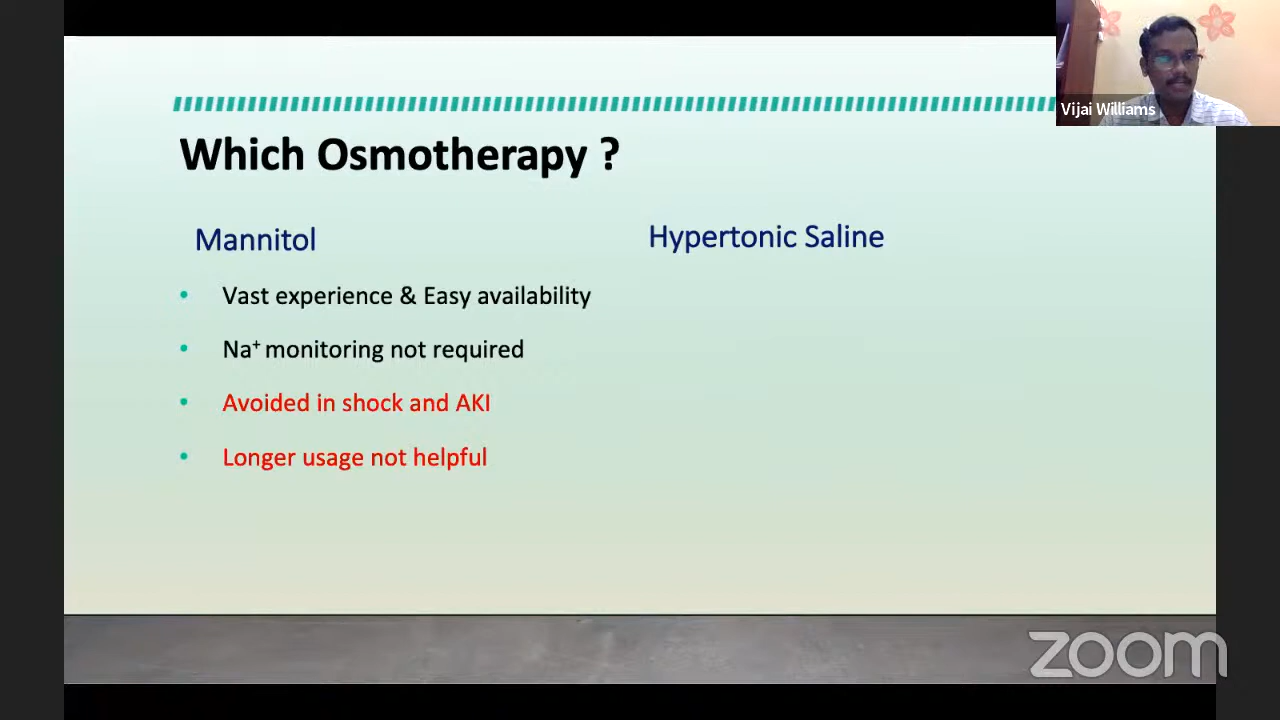 Vijai Williams
Which Osmotherapy ?
Mannitol
Vast experience & Easy availability
Na⁺ monitoring not required
Avoided in shock and AKI
Longer usage not helpful
Hypertonic Saline
zoom